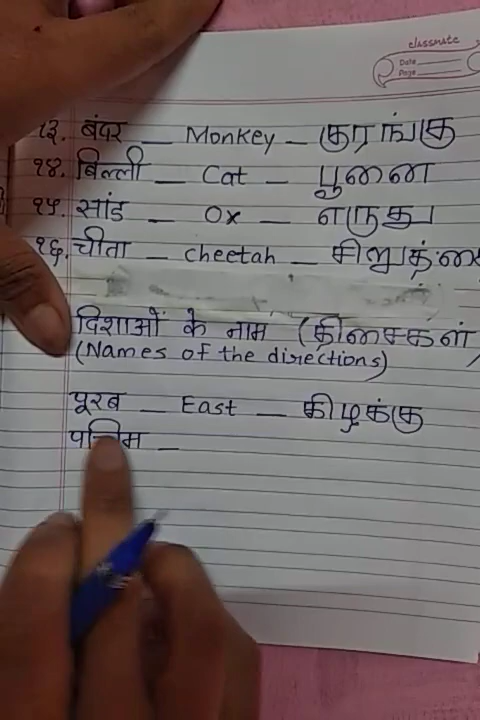 classmate
Date
Page
१३. बंदर _ Monkey _ குரங்கு
१४. बिल्ली _ Cat _ பூனை
१५. सांड _ Ox _ எருது
१६. चीता _ cheetah _
दिशाओं के नाम (திசைகள்)
(Names of the directions)
पूरब _ East _ கிழக்கு
पश्चिम _